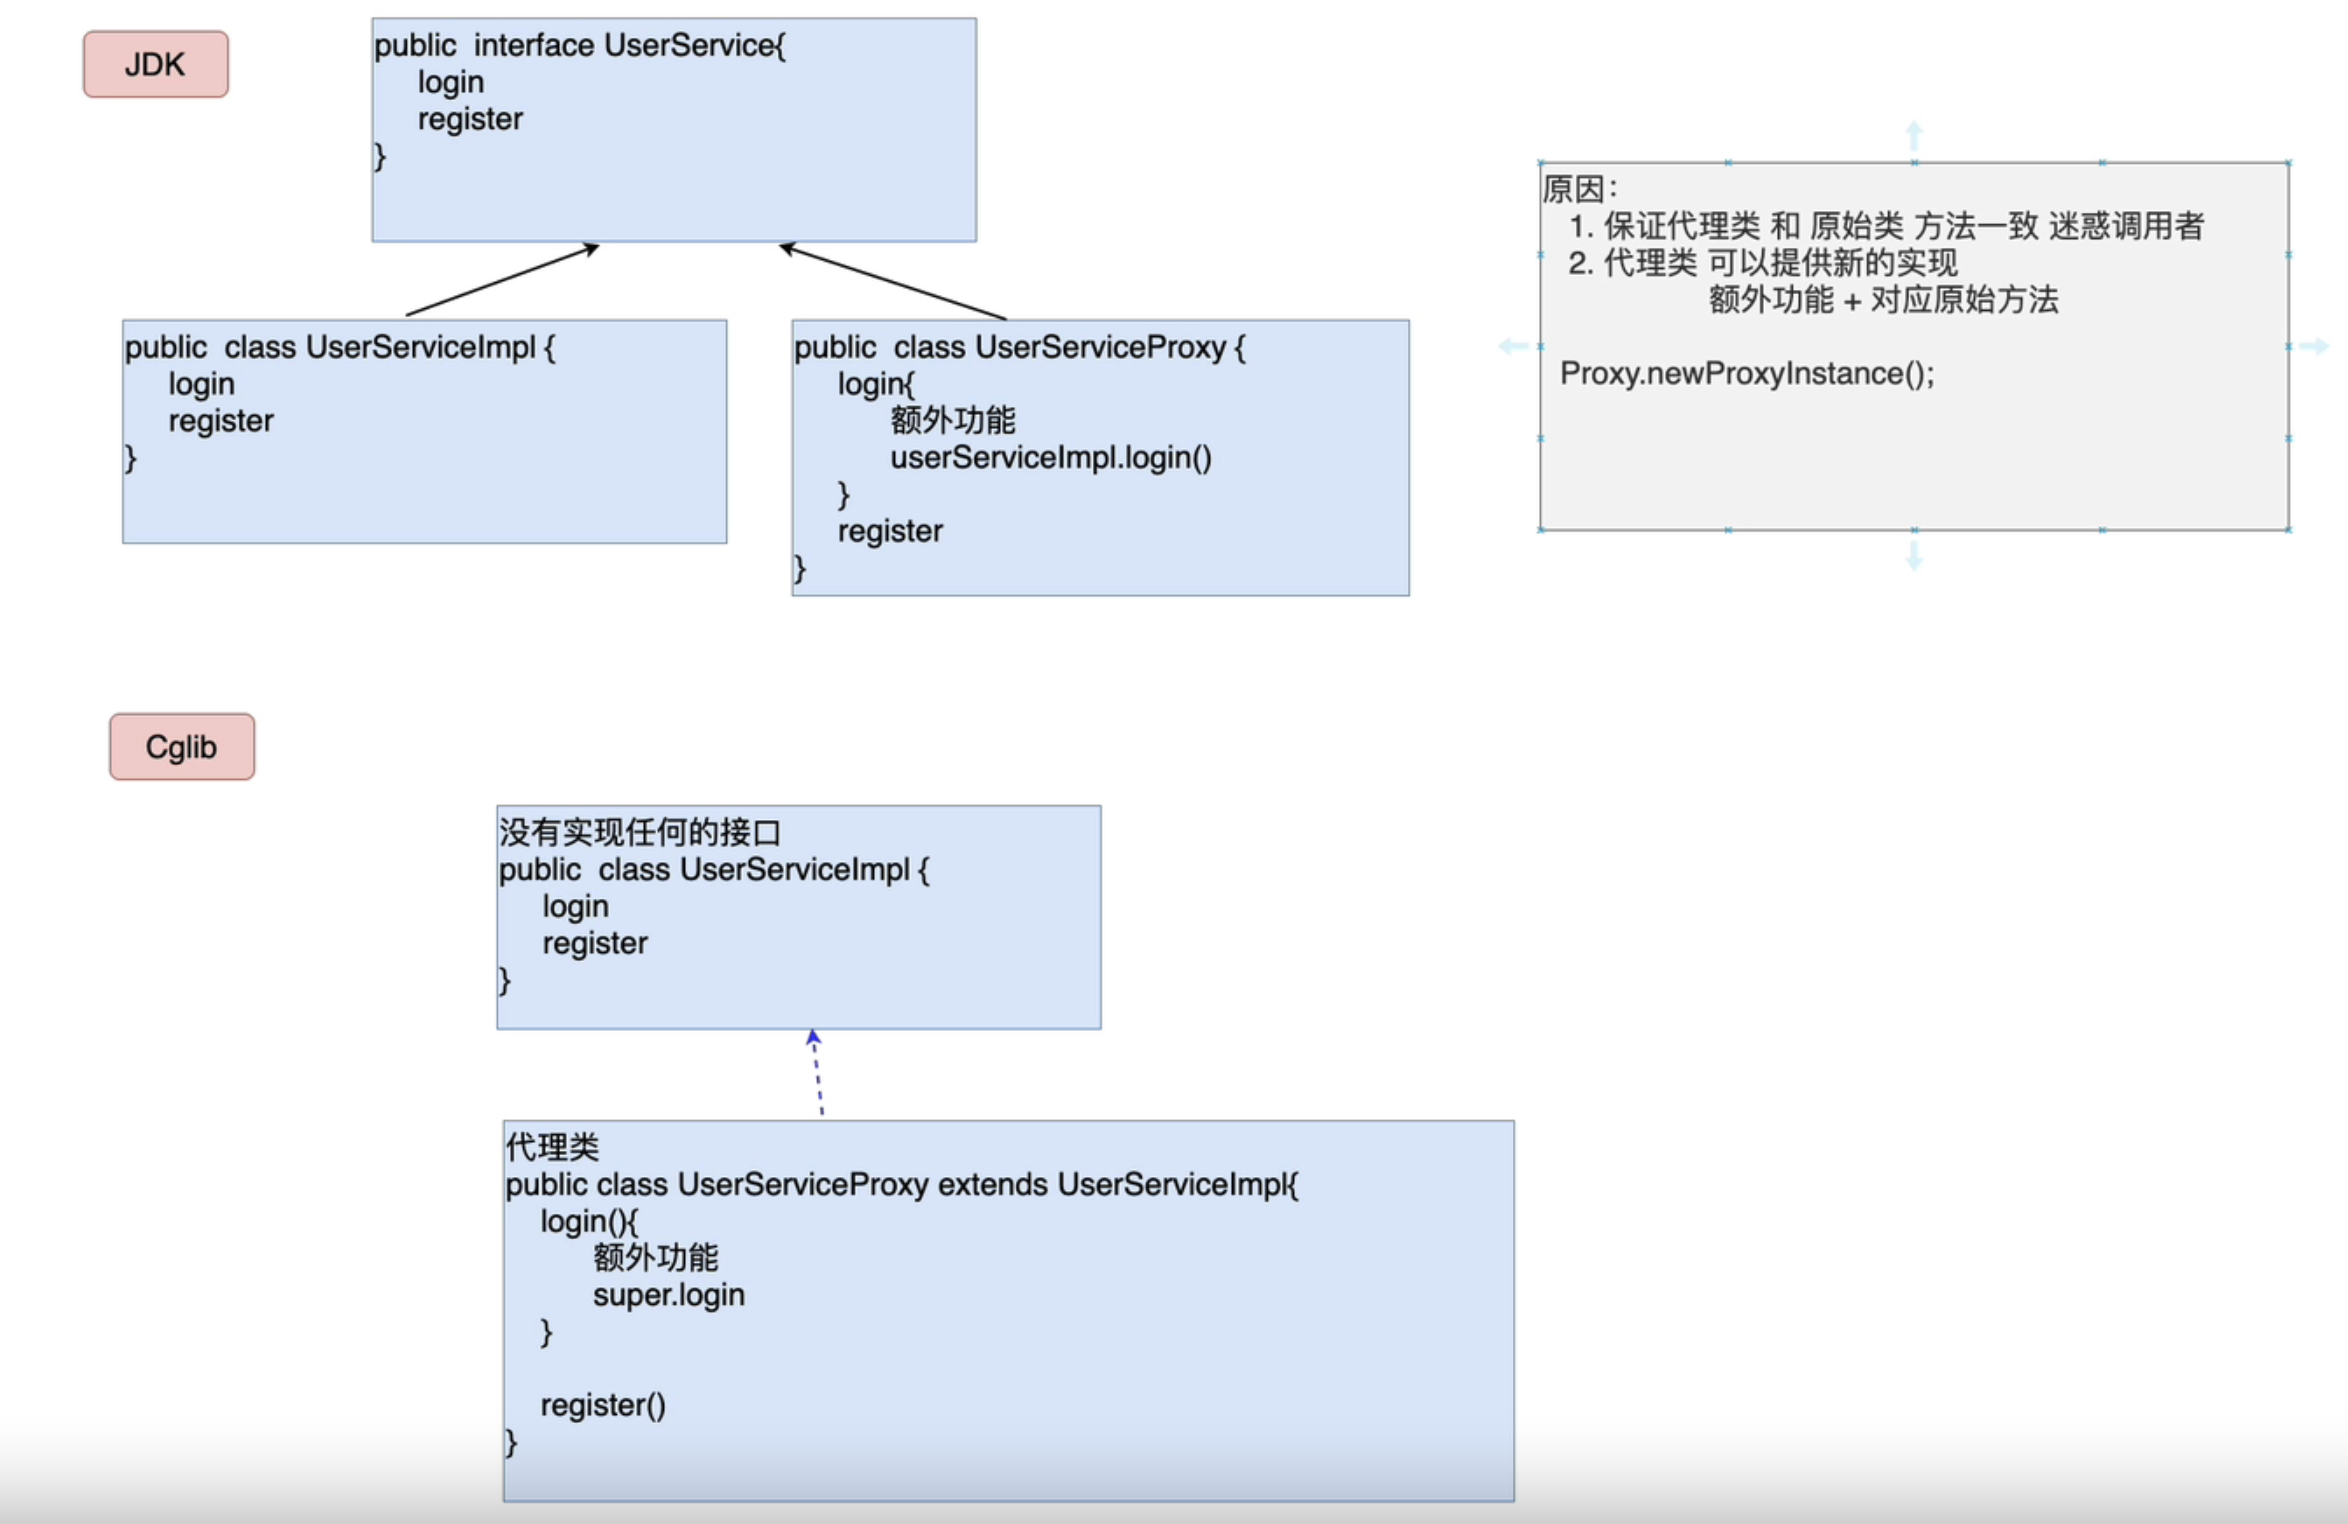 JDK
public  interface UserService{
login
register
}
public  class UserServiceImpl {
login
register
}
public  class UserServiceProxy {
login{
额外功能
userServiceImpl.login()
}
register
}
原因：
1. 保证代理类 和 原始类 方法一致 迷惑调用者
2. 代理类 可以提供新的实现
额外功能 + 对应原始方法
Proxy.newProxyInstance();
Cglib
没有实现任何的接口
public  class UserServiceImpl {
login
register
}
代理类
public class UserServiceProxy extends UserServiceImpl{
login(){
额外功能
super.login
}
register()
}